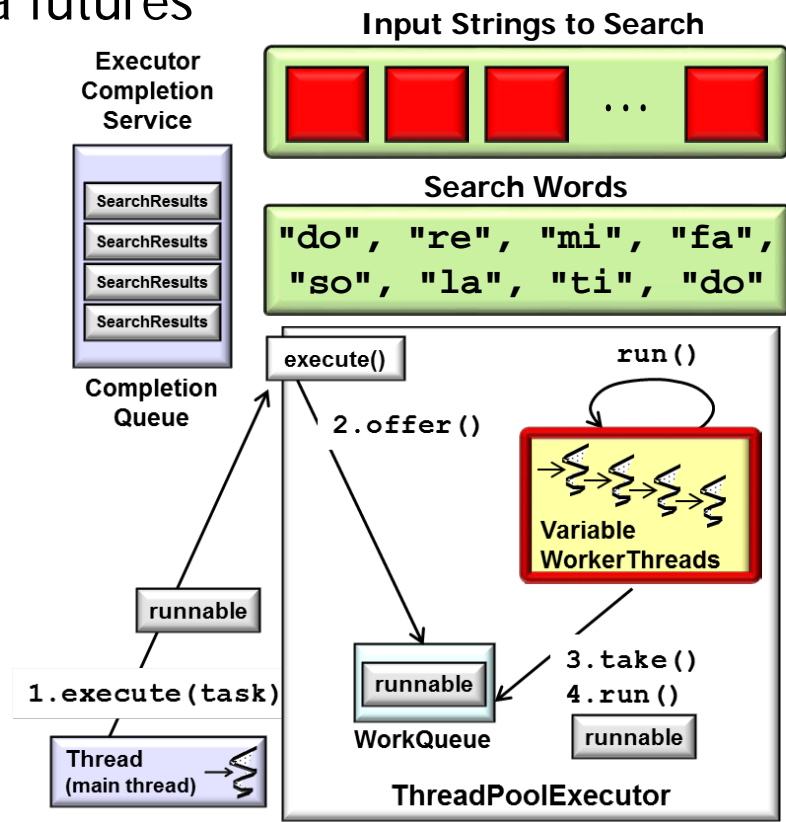 a futures
Input Strings to Search
Executor
Completion
Service
...
SearchResults
SearchResults
SearchResults
SearchResults
Completion
Queue
Search Words
"do", "re", "mi", "fa",
"so", "la", "ti", "do"
execute()
run()
2.offer()
Variable
WorkerThreads
runnable
1.execute(task)
Thread
(main thread)
runnable
WorkQueue
3.take()
4.run()
runnable
ThreadPoolExecutor